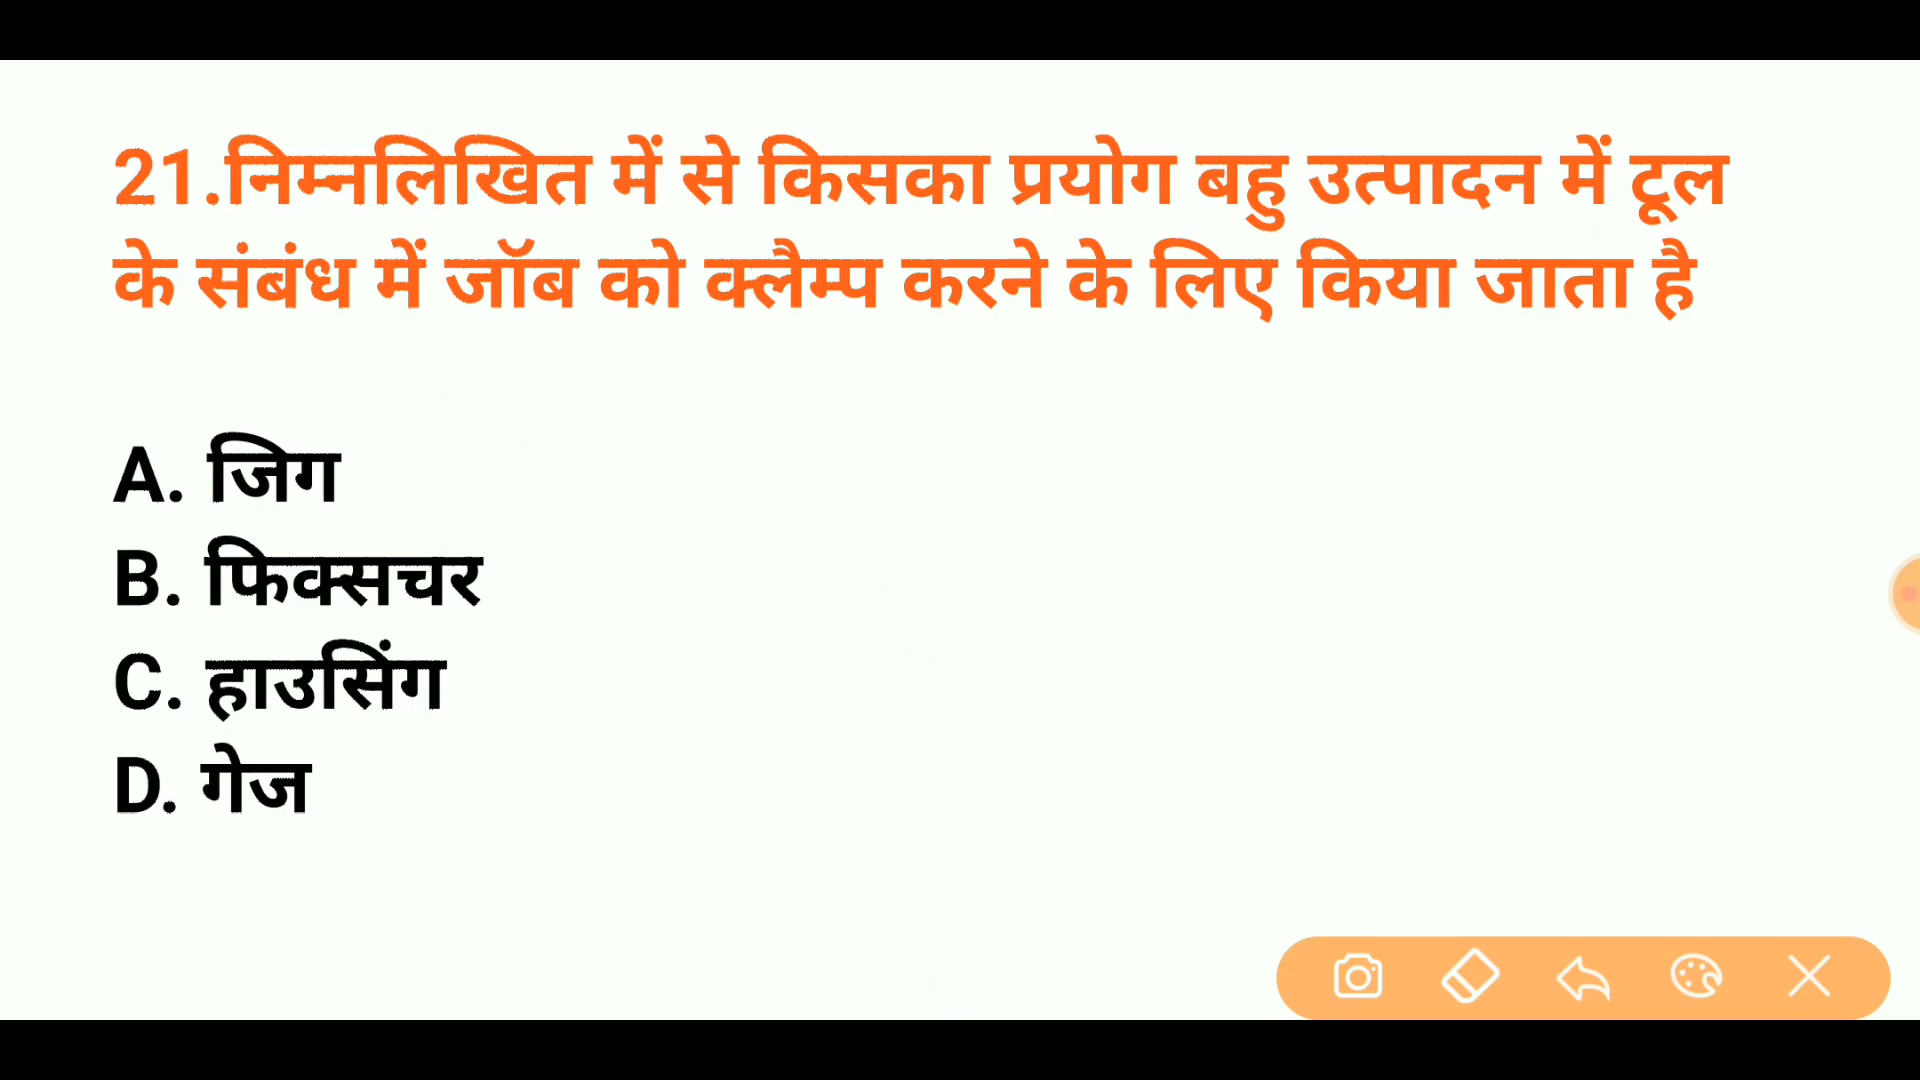 21.निम्नलिखित में से किसका प्रयोग बहु उत्पादन में टूल
के संबंध में जॉब को क्लैम्प करने के लिए किया जाता है
A. जिग
B. फिक्सचर
C. हाउसिंग
D. गेज